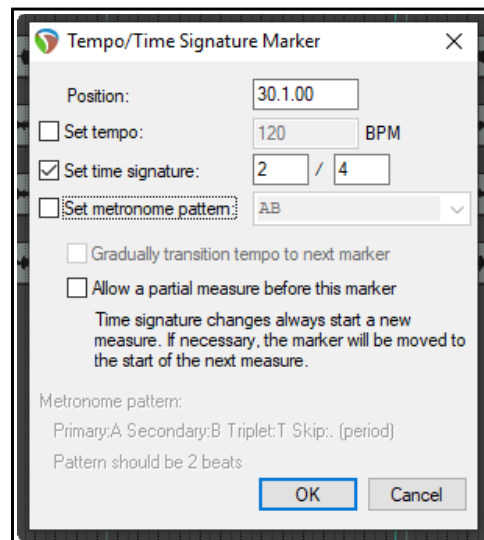 Tempo/Time Signature Marker
Position: 30.1.00
Set tempo: 120 BPM
Set time signature: 2 / 4
Set metronome pattern: AB
Gradually transition tempo to next marker
Allow a partial measure before this marker
Time signature changes always start a new
measure. If necessary, the marker will be moved to
the start of the next measure.
Metronome pattern:
Primary:A Secondary:B Triplet:T Skip:. (period)
Pattern should be 2 beats
OK Cancel